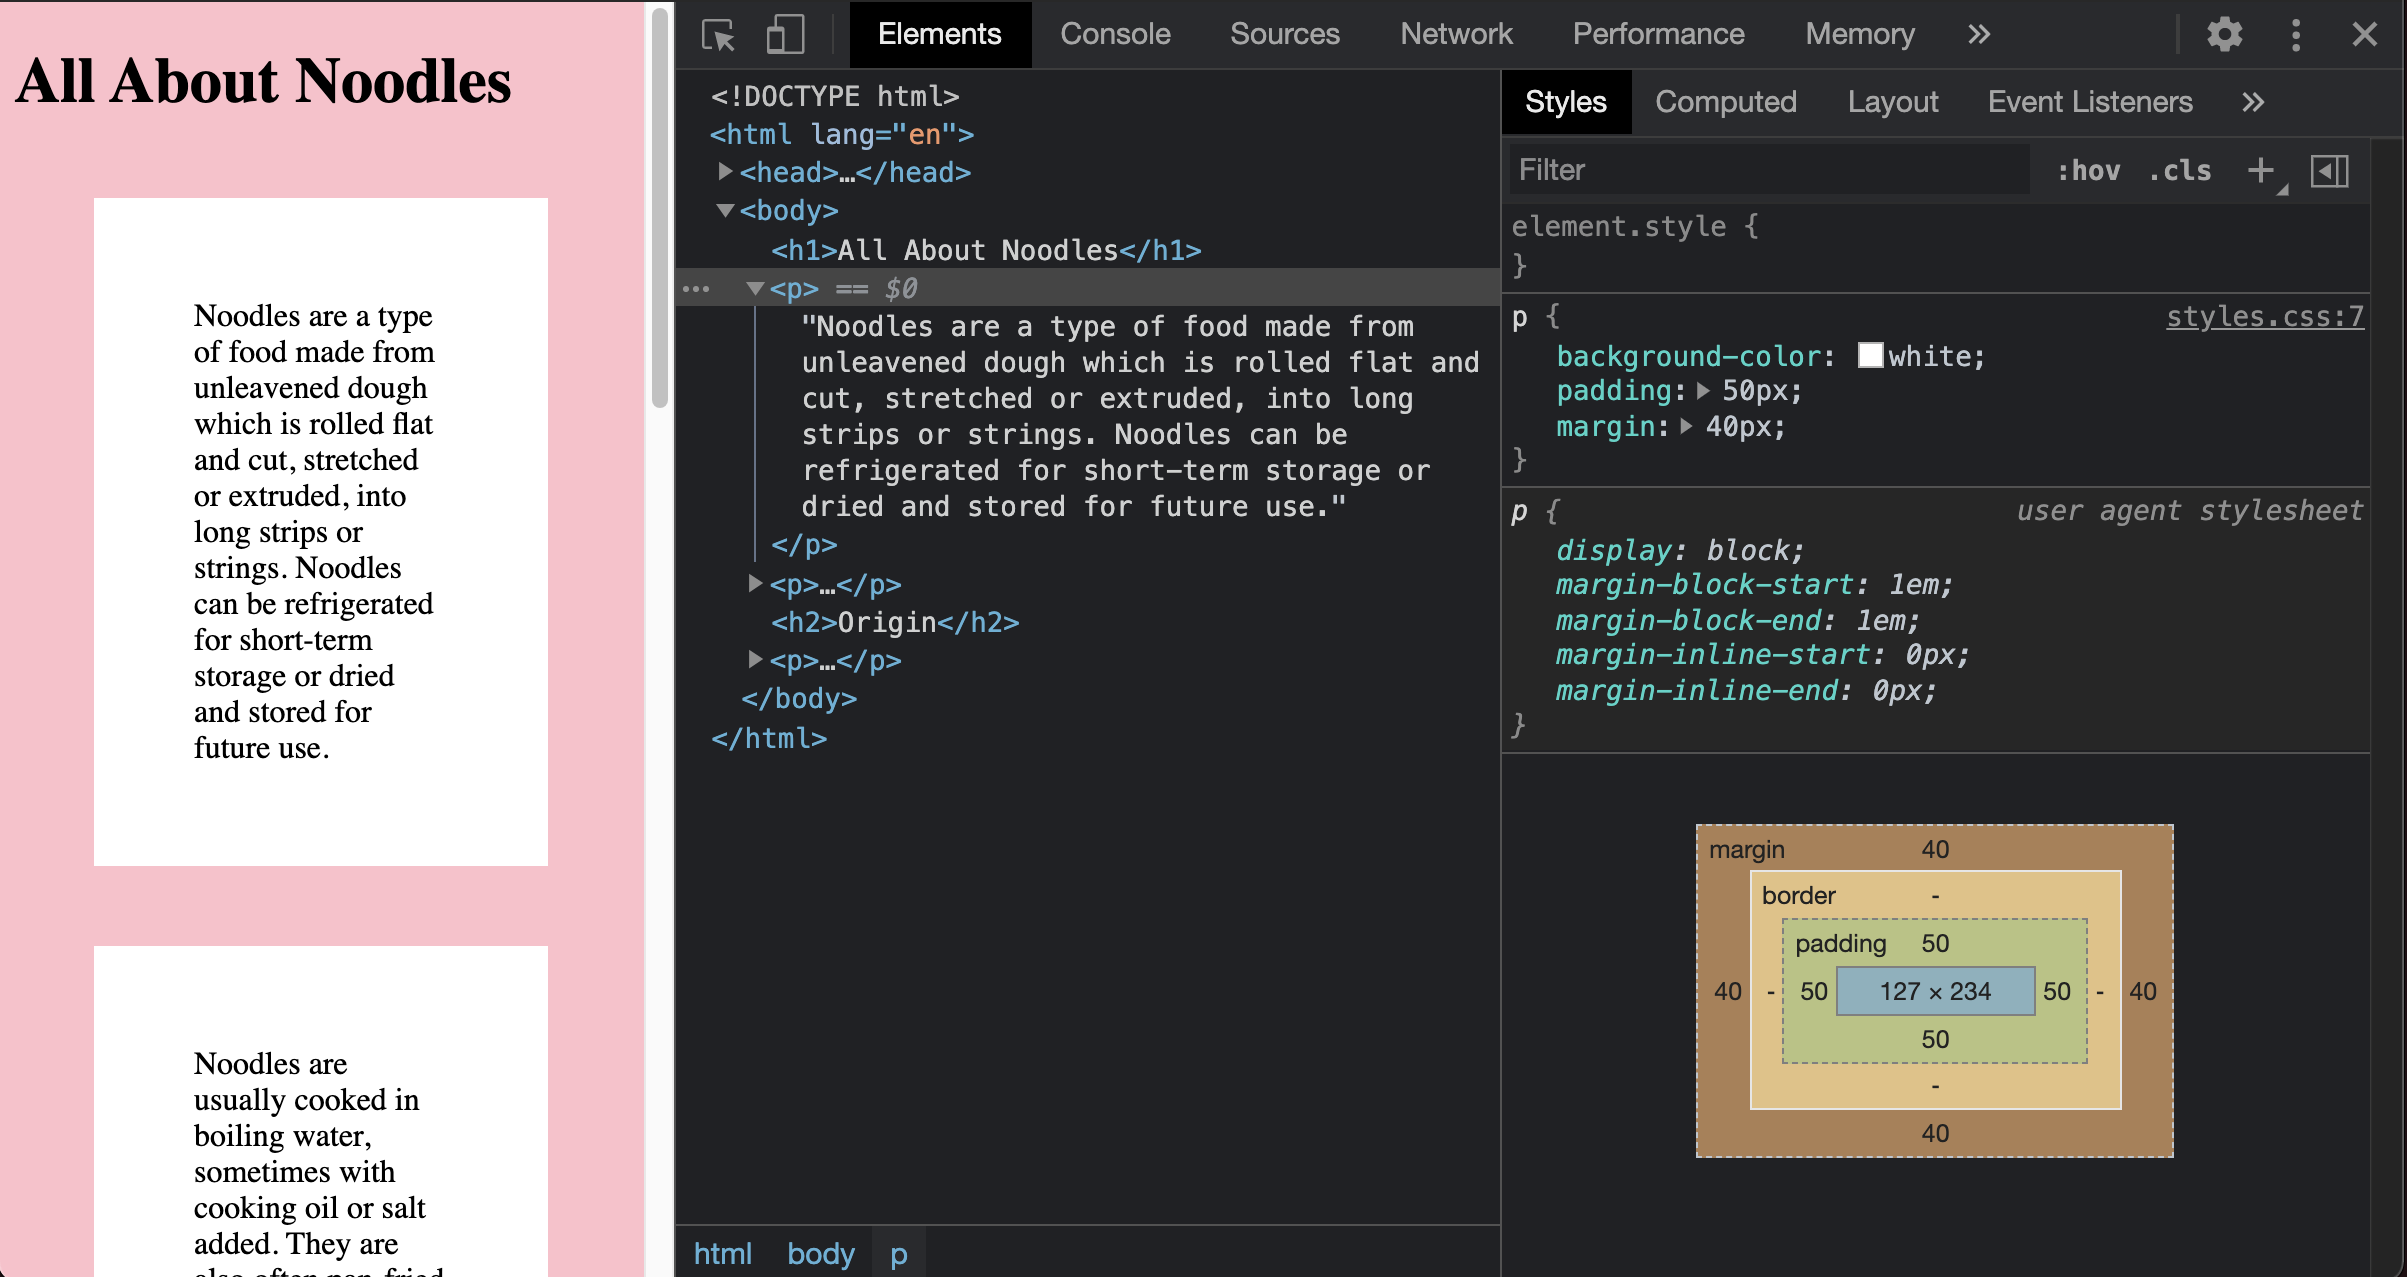 All About Noodles
Noodles are a type
of food made from
unleavened dough
which is rolled flat
and cut, stretched
or extruded, into
long strips or
strings. Noodles
can be refrigerated
for short-term
storage or dried
and stored for
future use.
Noodles are
usually cooked in
boiling water,
sometimes with
cooking oil or salt
added. They are
also often pan-fried
Elements Console Sources Network Performance Memory »
<!DOCTYPE html>
<html lang="en">
<head>…</head>
<body>
<h1>All About Noodles</h1>
<p> == $0
"Noodles are a type of food made from
unleavened dough which is rolled flat and
cut, stretched or extruded, into long
strips or strings. Noodles can be
refrigerated for short-term storage or
dried and stored for future use."
</p>
<p>…</p>
<h2>Origin</h2>
<p>…</p>
</body>
</html>
html body p
Styles Computed Layout Event Listeners »
Filter :hov .cls +
element.style {
}
p { styles.css:7
background-color: white;
padding: 50px;
margin: 40px;
}
p { user agent stylesheet
display: block;
margin-block-start: 1em;
margin-block-end: 1em;
margin-inline-start: 0px;
margin-inline-end: 0px;
}
margin 40
border -
padding 50
40 - 50 127 × 234 50 - 40
50
-
40